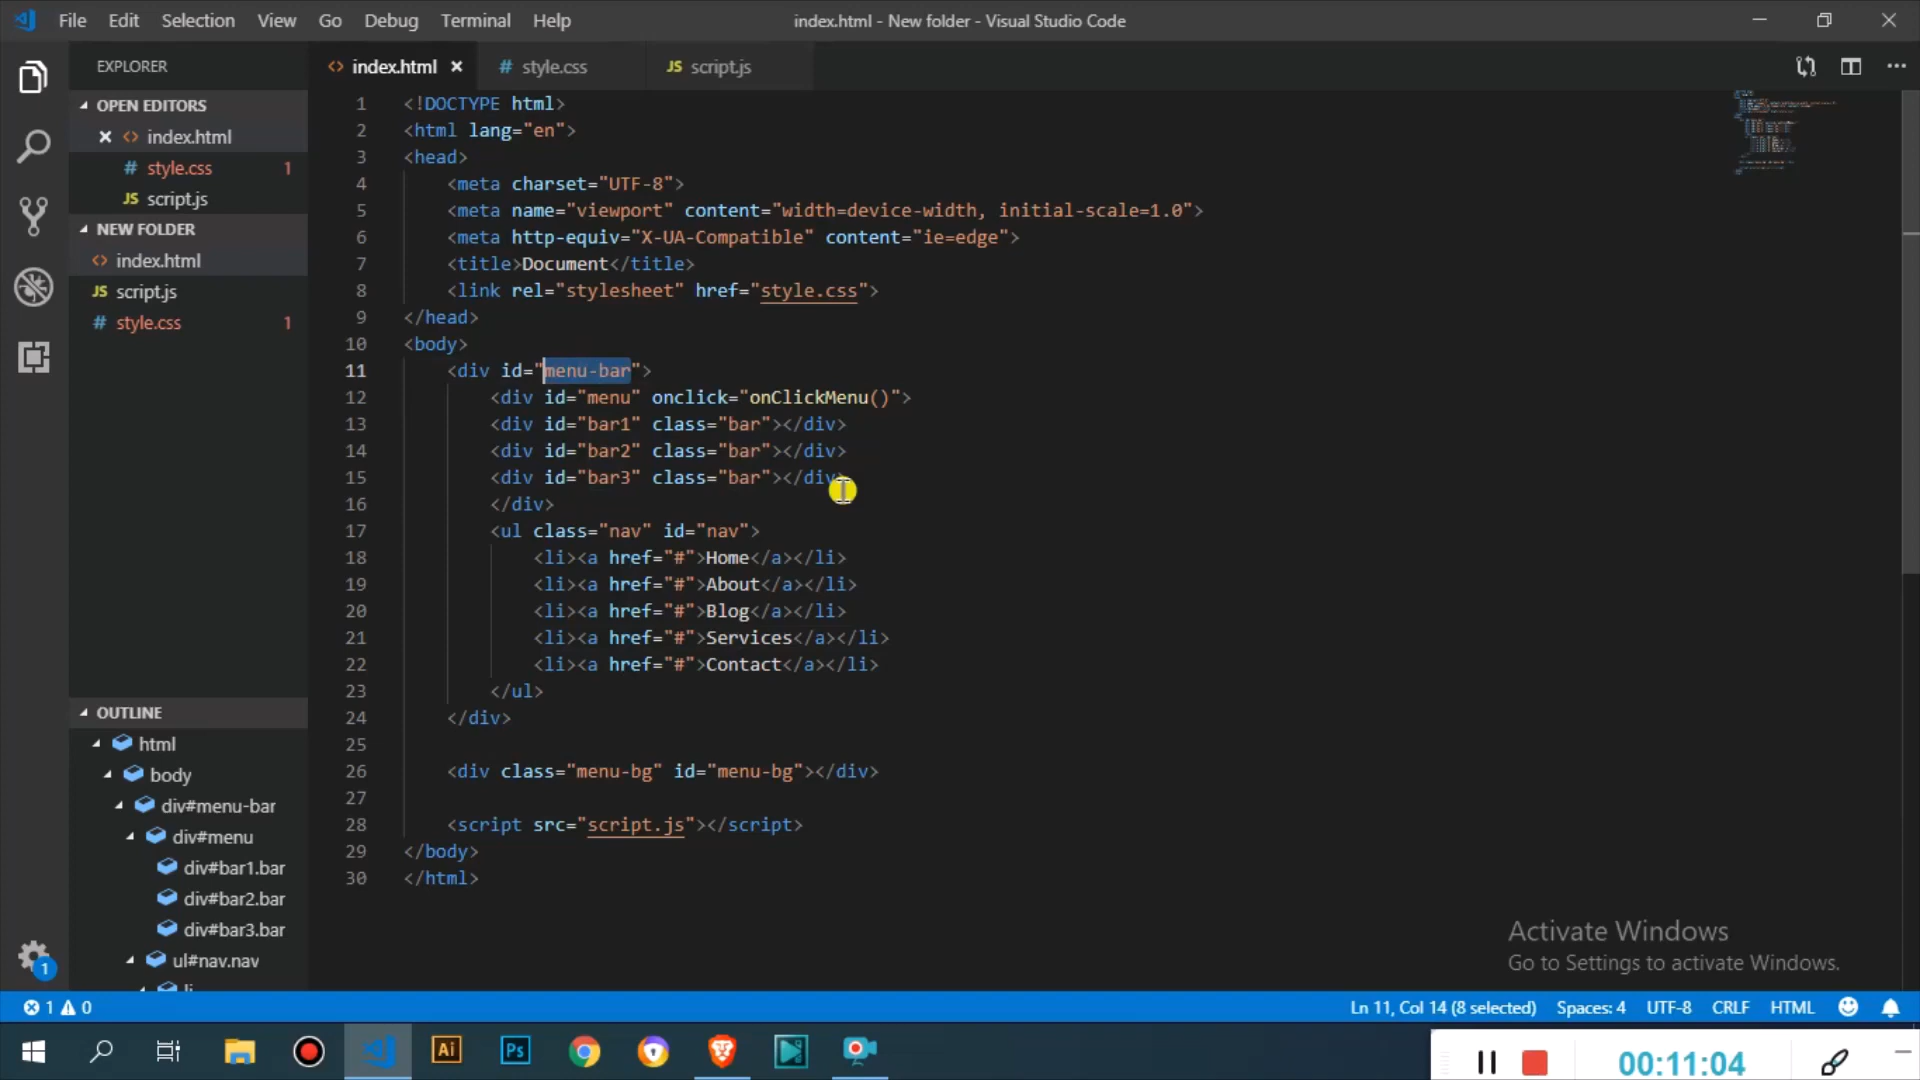 File Edit Selection View Go Debug Terminal Help
index.html - New folder - Visual Studio Code
EXPLORER
OPEN EDITORS
index.html
style.css 1
script.js
NEW FOLDER
index.html
JS script.js
# style.css 1
OUTLINE
html
body
div#menu-bar
div#menu
div#bar1.bar
div#bar2.bar
div#bar3.bar
ul#nav.nav
li
<> index.html × # style.css JS script.js
1 <!DOCTYPE html>
2 <html lang="en">
3 <head>
4 <meta charset="UTF-8">
5 <meta name="viewport" content="width=device-width, initial-scale=1.0">
6 <meta http-equiv="X-UA-Compatible" content="ie=edge">
7 <title>Document</title>
8 <link rel="stylesheet" href="style.css">
9 </head>
10 <body>
11 <div id="menu-bar">
12 <div id="menu" onclick="onClickMenu()">
13 <div id="bar1" class="bar"></div>
14 <div id="bar2" class="bar"></div>
15 <div id="bar3" class="bar"></div>
16 </div>
17 <ul class="nav" id="nav">
18 <li><a href="#">Home</a></li>
19 <li><a href="#">About</a></li>
20 <li><a href="#">Blog</a></li>
21 <li><a href="#">Services</a></li>
22 <li><a href="#">Contact</a></li>
23 </ul>
24 </div>
25
26 <div class="menu-bg" id="menu-bg"></div>
27
28 <script src="script.js"></script>
29 </body>
30 </html>
Activate Windows
Go to Settings to activate Windows.
1
1 0
Ln 11, Col 14 (8 selected) Spaces: 4 UTF-8 CRLF HTML
Ai Ps
00:11:04